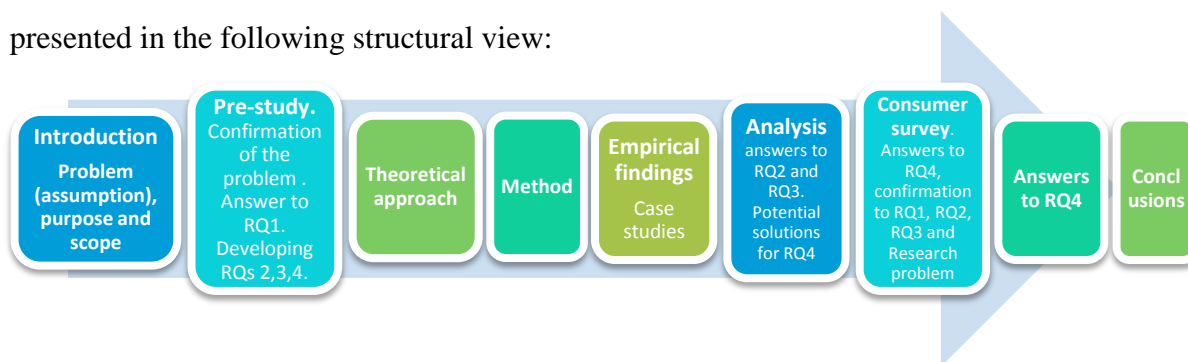 presented in the following structural view:
Introduction
Problem
(assumption),
purpose and
scope
Pre-study.
Confirmation
of the
problem .
Answer to
RQ1.
Developing
RQs 2,3,4.
Theoretical
approach
Method
Empirical
findings
Case
studies
Analysis
answers to
RQ2 and
RQ3.
Potential
solutions
for RQ4
Consumer
survey.
Answers to
RQ4,
confirmation
to RQ1, RQ2,
RQ3 and
Research
problem
Answers
to RQ4
Concl
usions